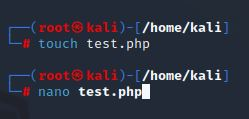 ┌──(root㉿kali)-[/home/kali]
└─# touch test.php
┌──(root㉿kali)-[/home/kali]
└─# nano test.php